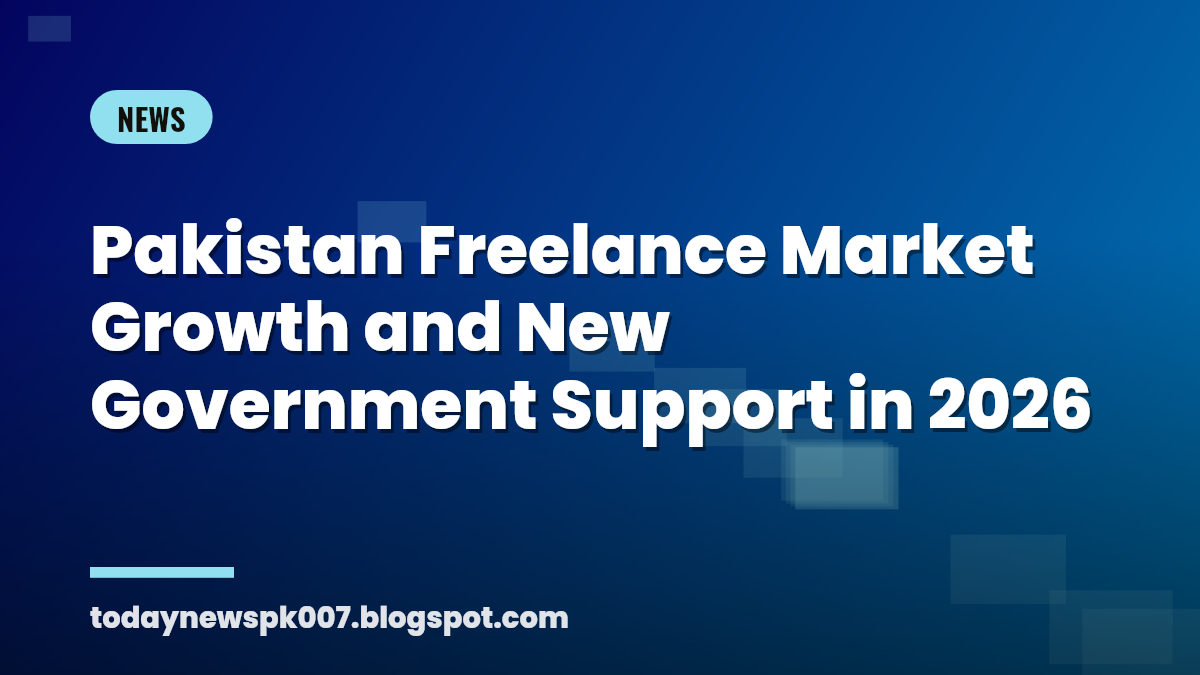 NEWS
Pakistan Freelance Market
Growth and New
Government Support in 2026
todaynewspk007.blogspot.com